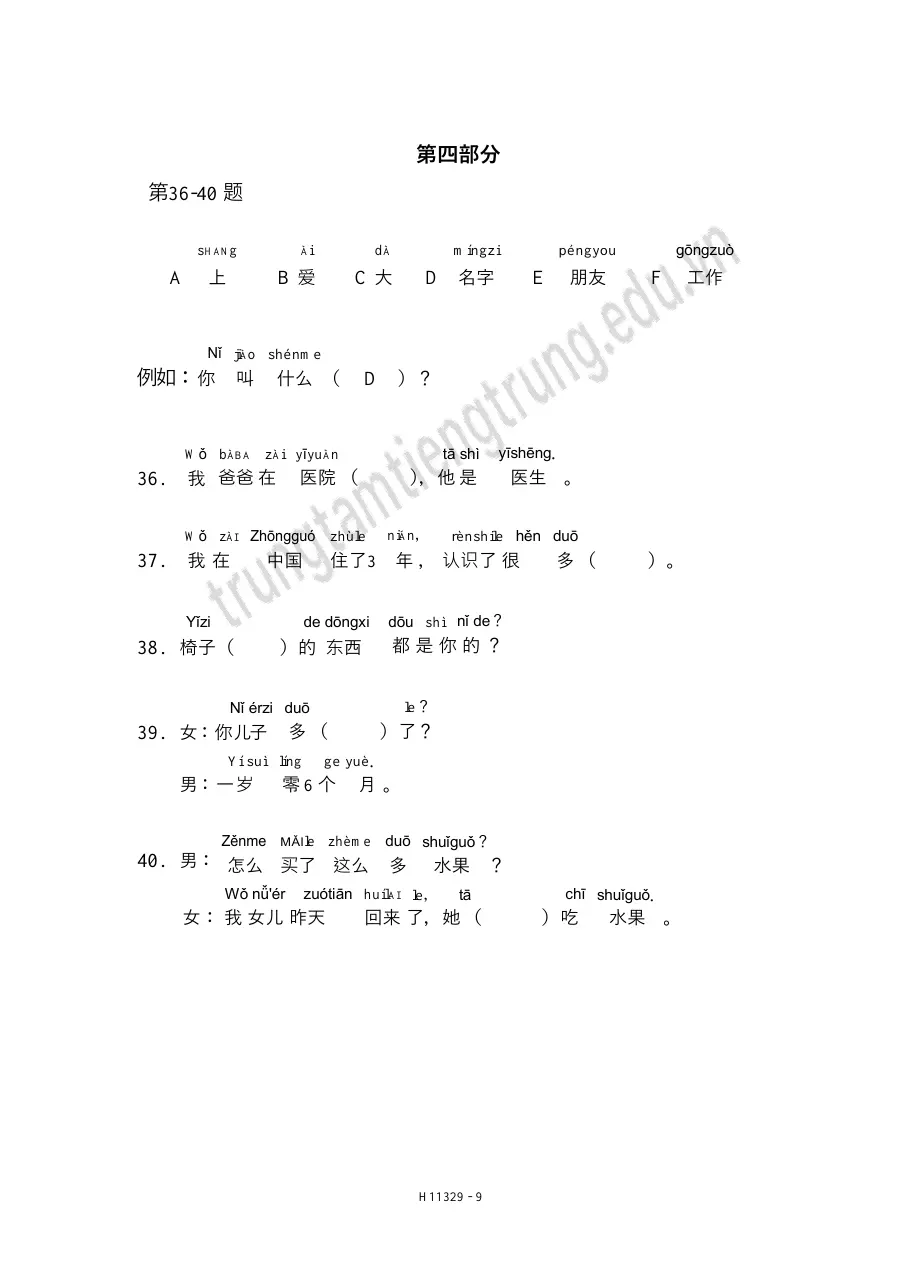 第四部分
第36-40 题
sHANg Ài dÀ míngzi péngyou gōngzuò
A 上 B 爱 C 大 D 名字 E 朋友 F 工作
Nǐ jiÀo shénme
例如：你 叫 什么 （ D ）？
Wǒ bÀBA zÀi yīyuÀn tā shì yīshēng.
36. 我 爸爸 在 医院 （ ），他 是 医生 。
Wǒ zÀI Zhōngguó zhùle niÁn, rènshile hěn duō
37. 我 在 中国 住了3 年 ， 认识了 很 多 （ ）。
Yǐzi de dōngxi dōu shì nǐ de？
38. 椅子（ ）的 东西 都 是 你 的 ？
Nǐ érzi duō le？
39. 女：你儿子 多 （ ）了？
Yísuì líng ge yuè.
男：一岁 零 6 个 月 。
Zěnme MǍIle zhème duō shuǐguǒ？
40. 男： 怎么 买了 这么 多 水果 ？
Wǒ nǚ'ér zuótiān huílÁI le, tā chī shuǐguǒ.
女： 我 女儿 昨天 回来 了，她 （ ）吃 水果 。
trungtamtiengtrung.edu.vn
H11329 - 9